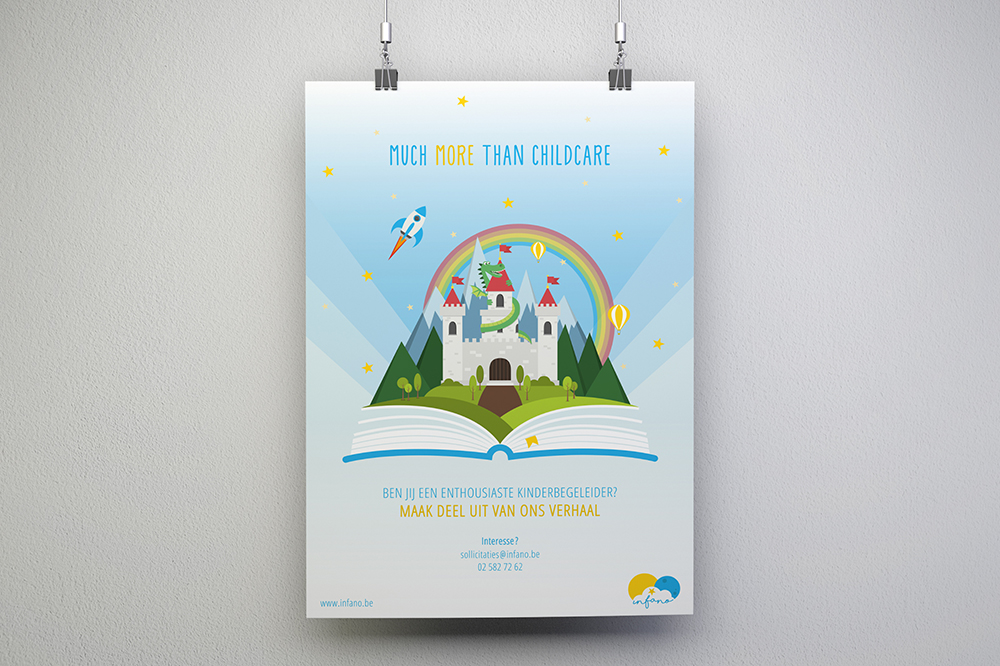 MUCH MORE THAN CHILDCARE
BEN JIJ EEN ENTHOUSIASTE KINDERBEGELEIDER?
MAAK DEEL UIT VAN ONS VERHAAL
Interesse?
sollicitaties@infano.be
02 582 72 62
www.infano.be
infano